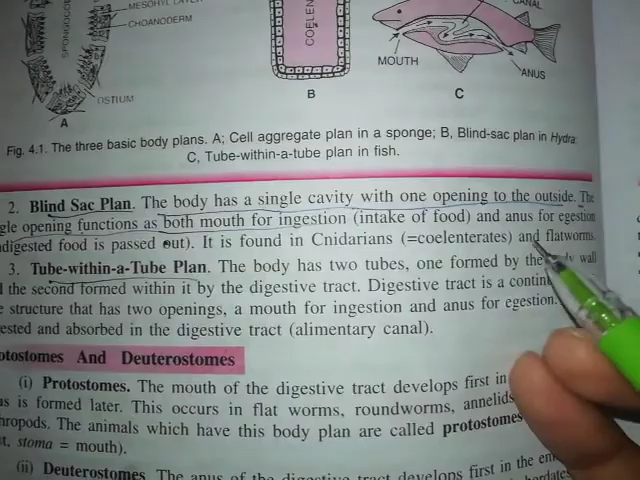 MESOHYL LAYER
CHOANODERM
SPONGOCOEL
OSTIUM
A
COELEN
B
CANAL
MOUTH
ANUS
C
Fig. 4.1. The three basic body plans. A; Cell aggregate plan in a sponge; B, Blind-sac plan in Hydra
C, Tube-within-a-tube plan in fish.
2. Blind Sac Plan. The body has a single cavity with one opening to the outside. The
gle opening functions as both mouth for ingestion (intake of food) and anus for egestion
ndigested food is passed out). It is found in Cnidarians (=coelenterates) and flatworms.
3. Tube-within-a-Tube Plan. The body has two tubes, one formed by the body wall
l the second formed within it by the digestive tract. Digestive tract is a contin
e structure that has two openings, a mouth for ingestion and anus for egestion.
ested and absorbed in the digestive tract (alimentary canal).
otostomes And Deuterostomes
(i) Protostomes. The mouth of the digestive tract develops first in
us is formed later. This occurs in flat worms, roundworms, annelids
hropods. The animals which have this body plan are called protostomes
t, stoma = mouth).
(ii) Deuterostomes. The anus of the digestive tract develops first in the em
hordates